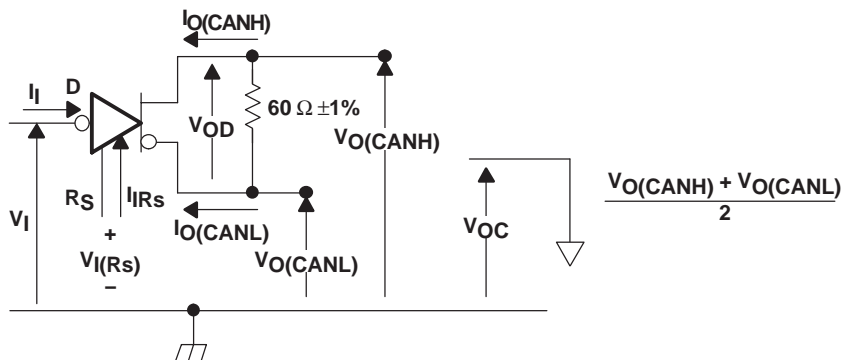 IO(CANH)
II
D
VOD
60 Ω ±1%
VO(CANH)
VO(CANH) + VO(CANL)
2
RS
IIRs
IO(CANL)
VOC
VI
+
VI(Rs)
–
VO(CANL)